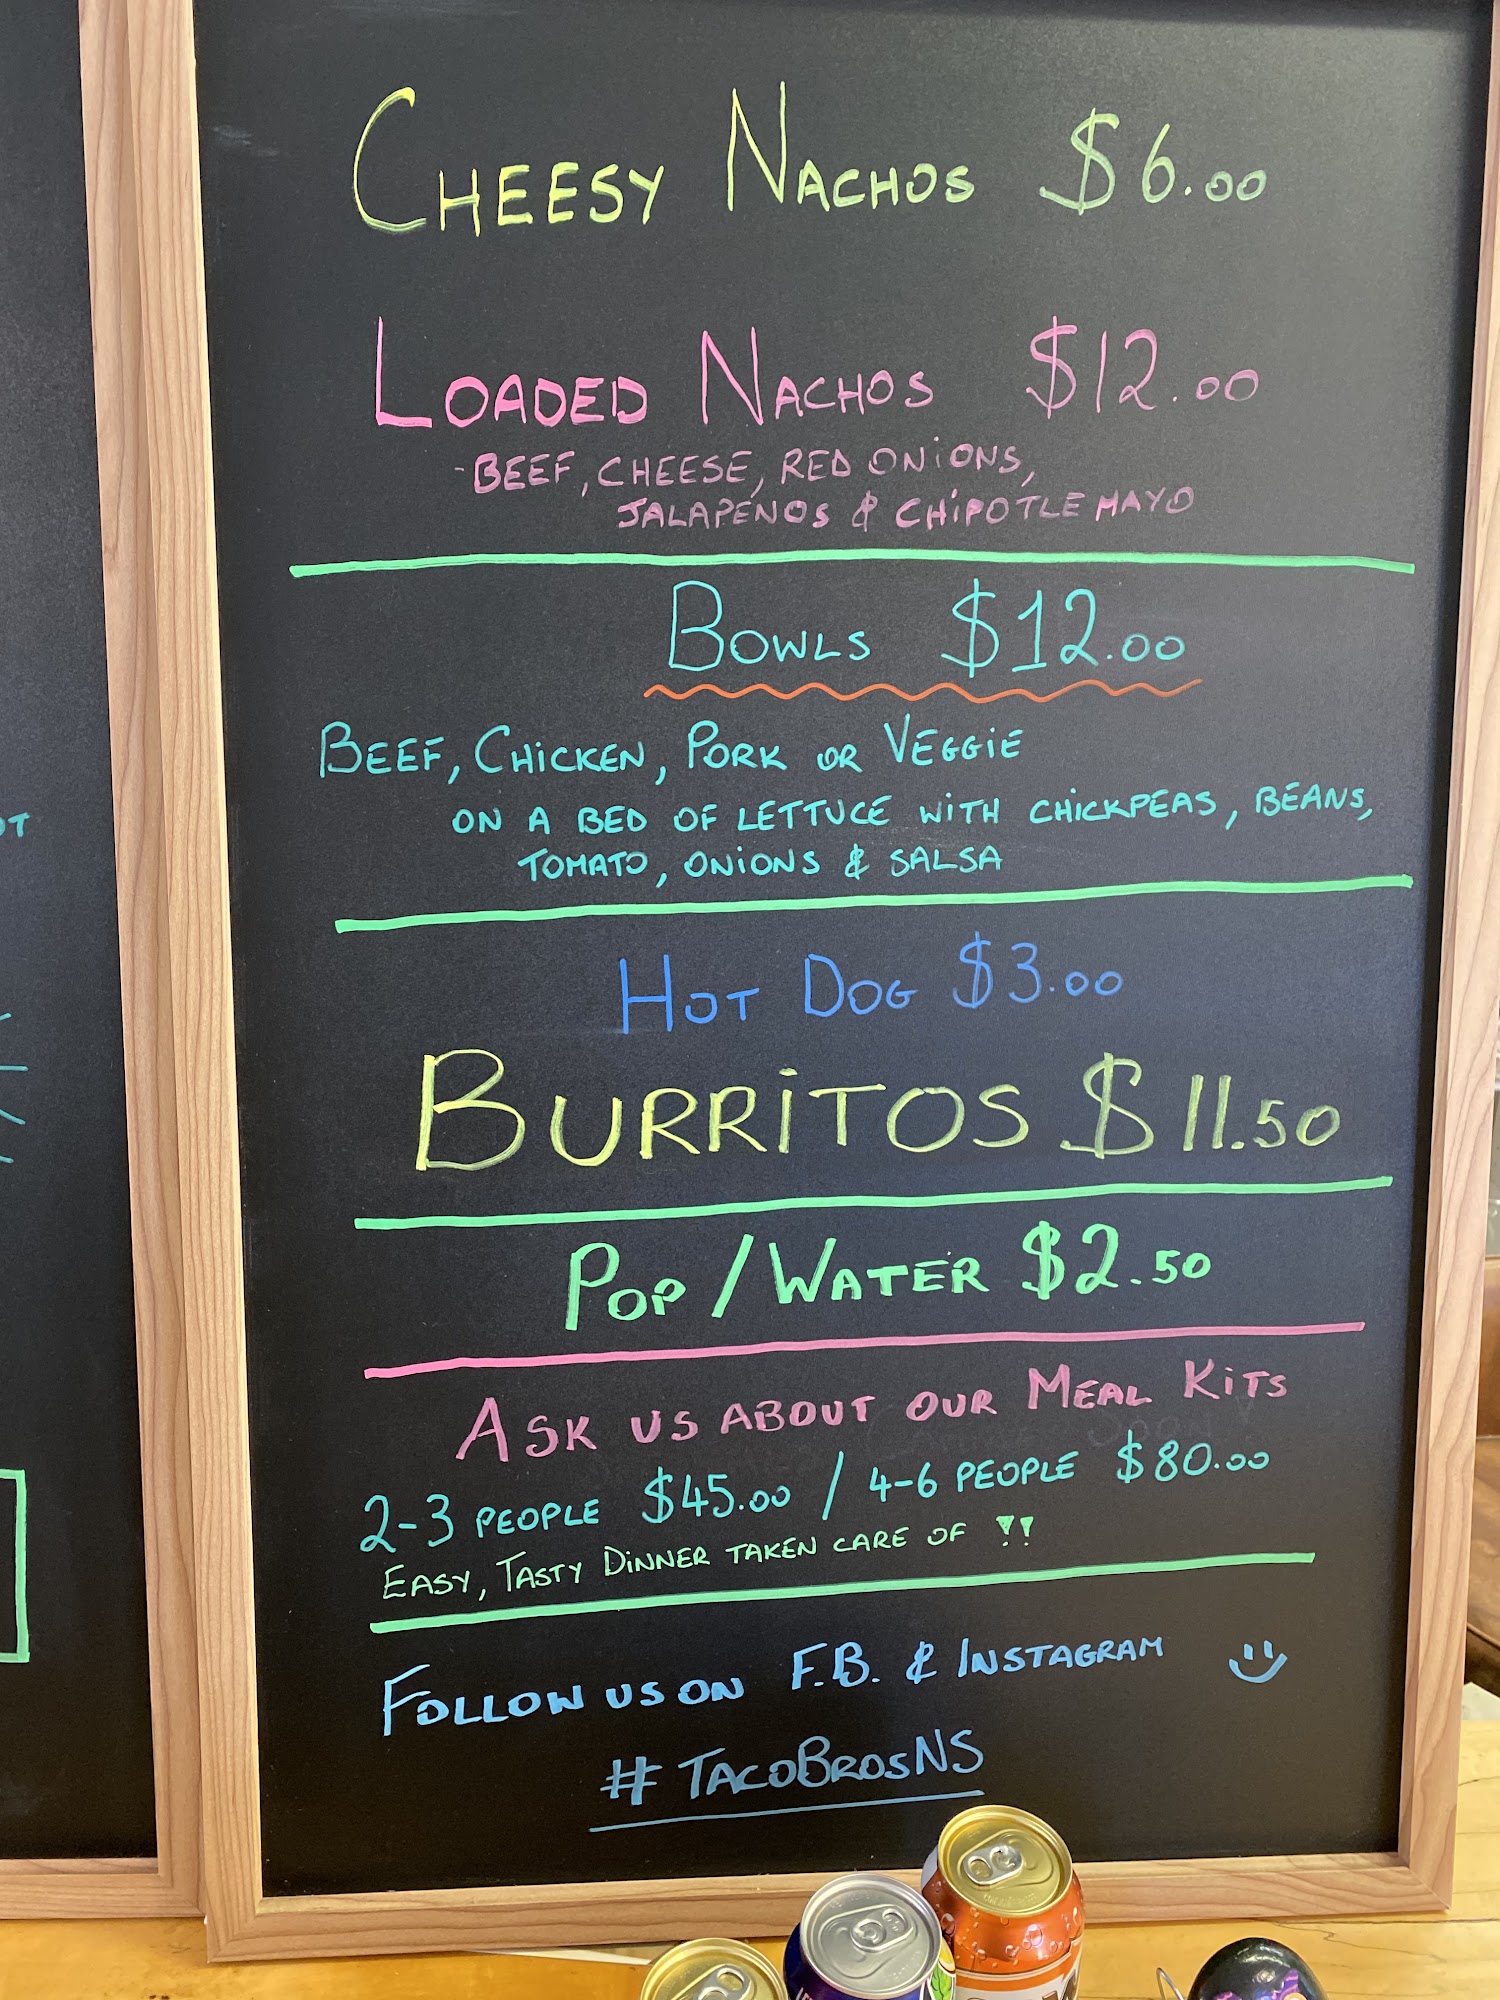 CHEESY NACHOS $6.00
LOADED NACHOS $12.00
-BEEF, CHEESE, RED ONIONS,
JALAPEÑOS & CHIPOTLE MAYO
BOWLS $12.00
BEEF, CHICKEN, PORK OR VEGGIE
ON A BED OF LETTUCE WITH CHICKPEAS, BEANS,
TOMATO, ONIONS & SALSA
HOT DOG $3.00
BURRITOS $11.50
POP/WATER $2.50
ASK US ABOUT OUR MEAL KITS
2-3 PEOPLE $45.00 / 4-6 PEOPLE $80.00
EASY, TASTY DINNER TAKEN CARE OF !!
FOLLOW US ON F.B. & INSTAGRAM
#TACOBROSNS